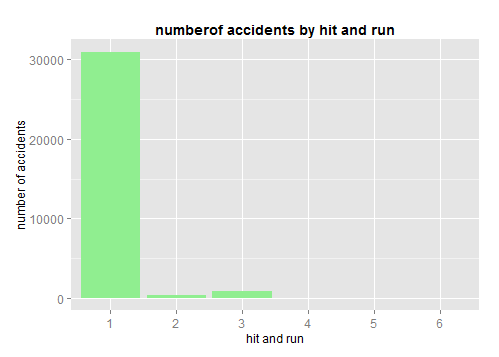 numberof accidents by hit and run
number of accidents
30000
20000
10000
0
1 2 3 4 5 6
hit and run